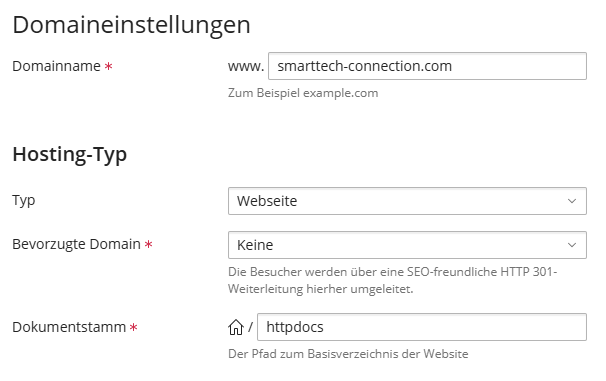 Domaineinstellungen
Domainname * www. smarttech-connection.com
Zum Beispiel example.com
Hosting-Typ
Typ Webseite
Bevorzugte Domain * Keine
Die Besucher werden über eine SEO-freundliche HTTP 301-
Weiterleitung hierher umgeleitet.
Dokumentstamm * / httpdocs
Der Pfad zum Basisverzeichnis der Website